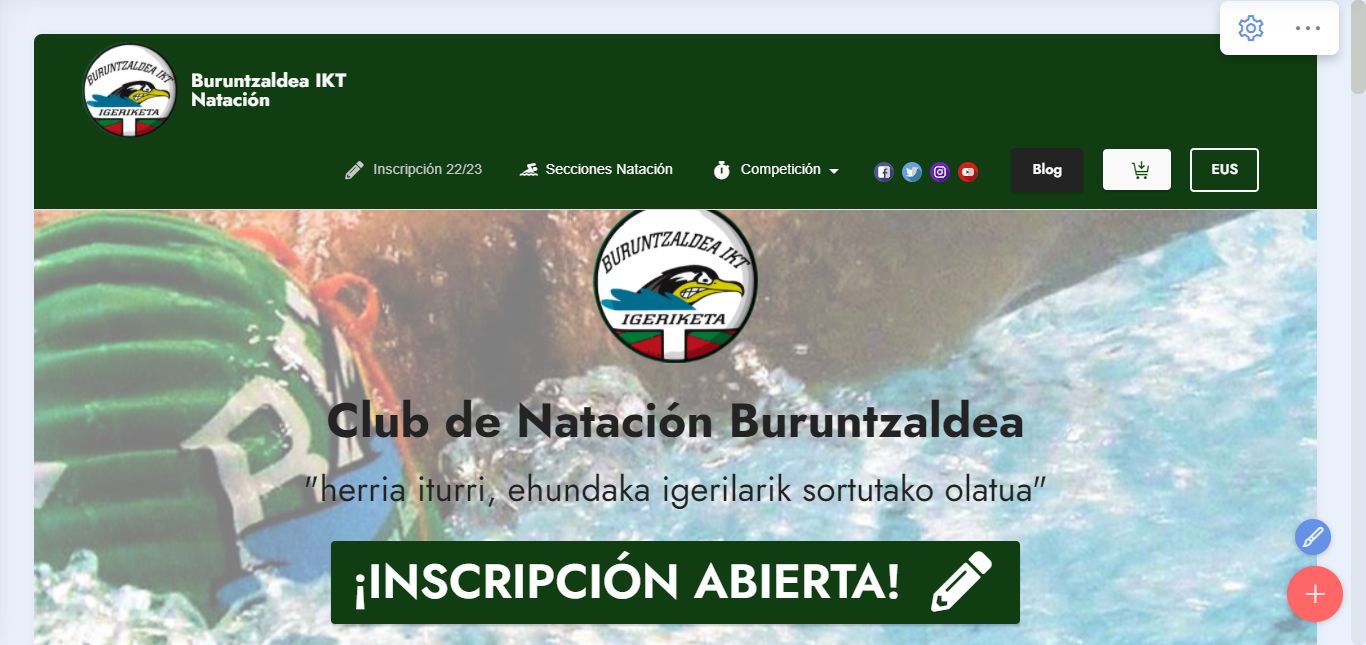 BURUNTZALDEA IKT
IGERIKETA
Buruntzaldea IKT
Natación
Inscripción 22/23
Secciones Natación
Competición
Blog
EUS
BURUNTZALDEA IKT
IGERIKETA
Club de Natación Buruntzaldea
"herria iturri, ehundaka igerilarik sortutako olatua"
¡INSCRIPCIÓN ABIERTA!